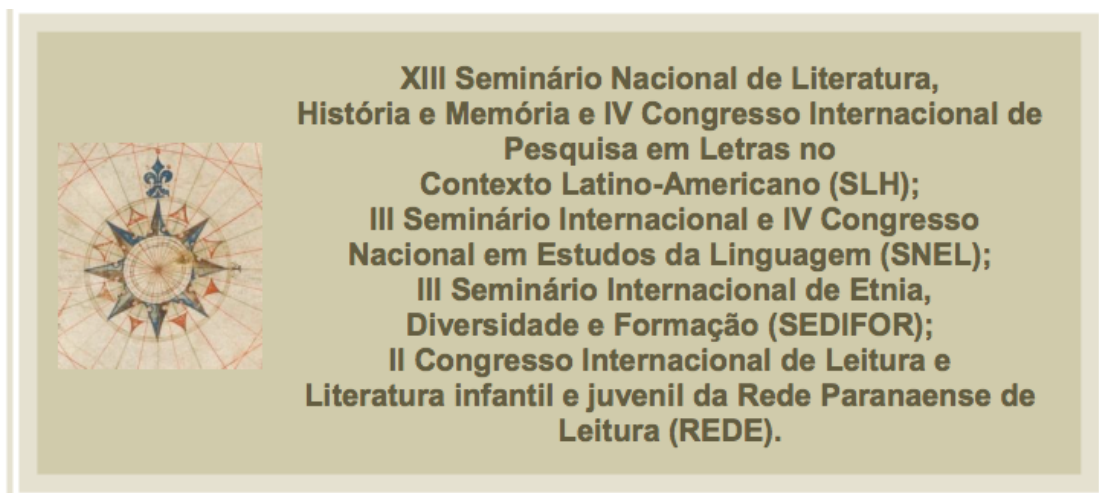 XIII Seminário Nacional de Literatura,
História e Memória e IV Congresso Internacional de
Pesquisa em Letras no
Contexto Latino-Americano (SLH);
III Seminário Internacional e IV Congresso
Nacional em Estudos da Linguagem (SNEL);
III Seminário Internacional de Etnia,
Diversidade e Formação (SEDIFOR);
II Congresso Internacional de Leitura e
Literatura infantil e juvenil da Rede Paranaense de
Leitura (REDE).